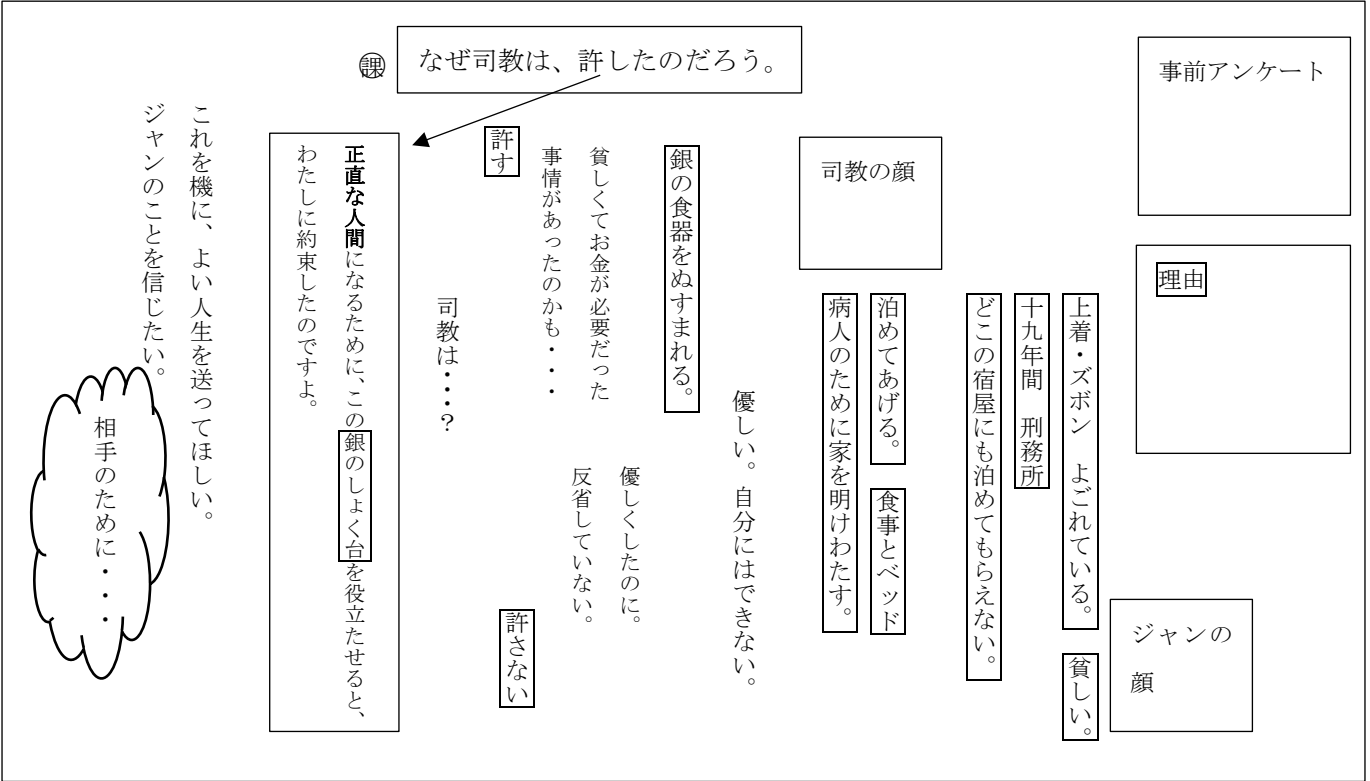 事前アンケート
理由
上着・ズボン　よごれている。　貧しい。
十九年間　刑務所
どこの宿屋にも泊めてもらえない。
ジャンの
顔
司教の顔
泊めてあげる。　食事とベッド
病人のために家を明けわたす。
優しい。自分にはできない。
銀の食器をぬすまれる。
貧しくてお金が必要だった
事情があったのかも・・・
優しくしたのに。
反省していない。
許す
許さない
司教は・・・？
課
なぜ司教は、許したのだろう。
正直な人間になるために、この銀のしょく台を役立たせると、
わたしに約束したのですよ。
これを機に、よい人生を送ってほしい。
ジャンのことを信じたい。
相手のために・・・